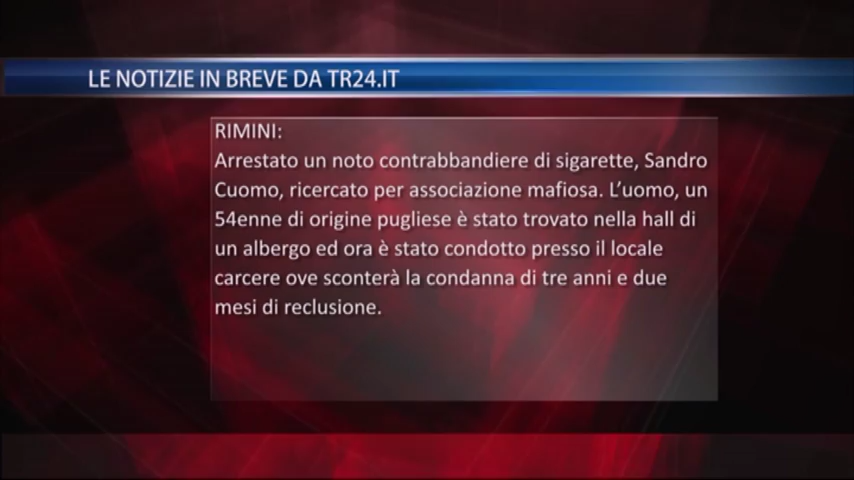 LE NOTIZIE IN BREVE DA TR24.IT
RIMINI:
Arrestato un noto contrabbandiere di sigarette, Sandro
Cuomo, ricercato per associazione mafiosa. L'uomo, un
54enne di origine pugliese è stato trovato nella hall di
un albergo ed ora è stato condotto presso il locale
carcere ove sconterà la condanna di tre anni e due
mesi di reclusione.